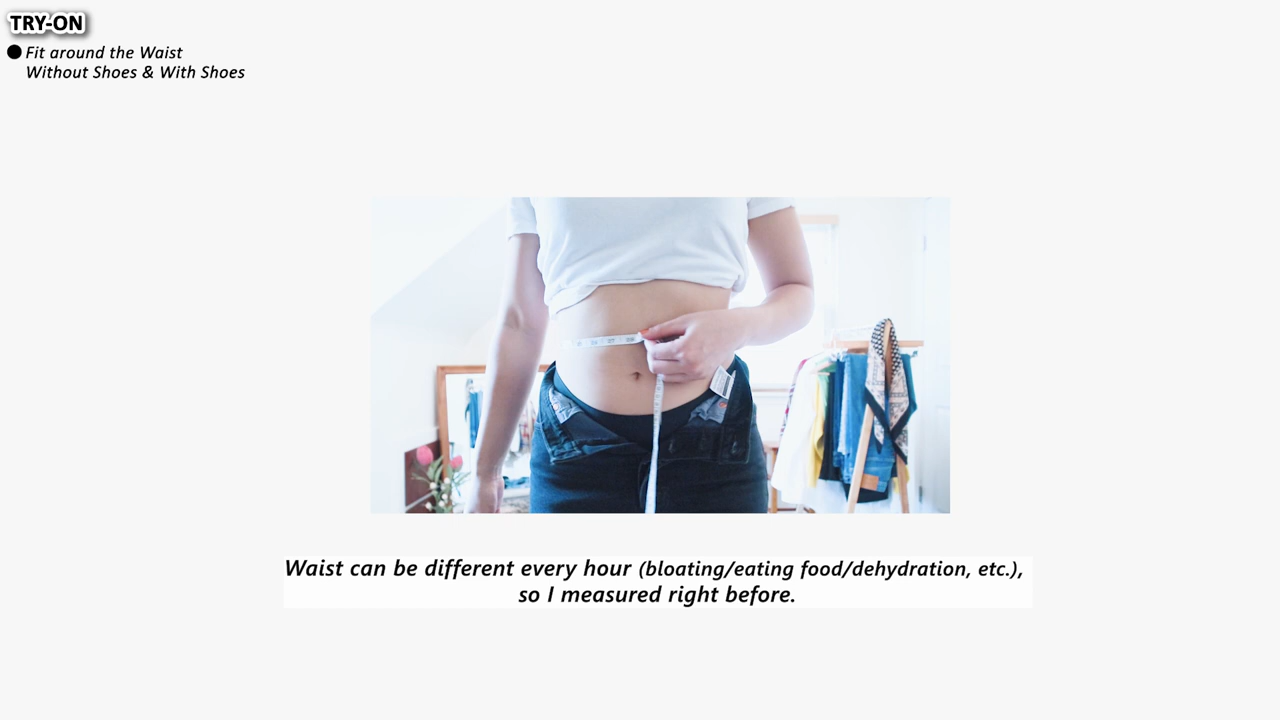 TRY-ON
● Fit around the Waist
Without Shoes & With Shoes
Waist can be different every hour (bloating/eating food/dehydration, etc.),
so I measured right before.